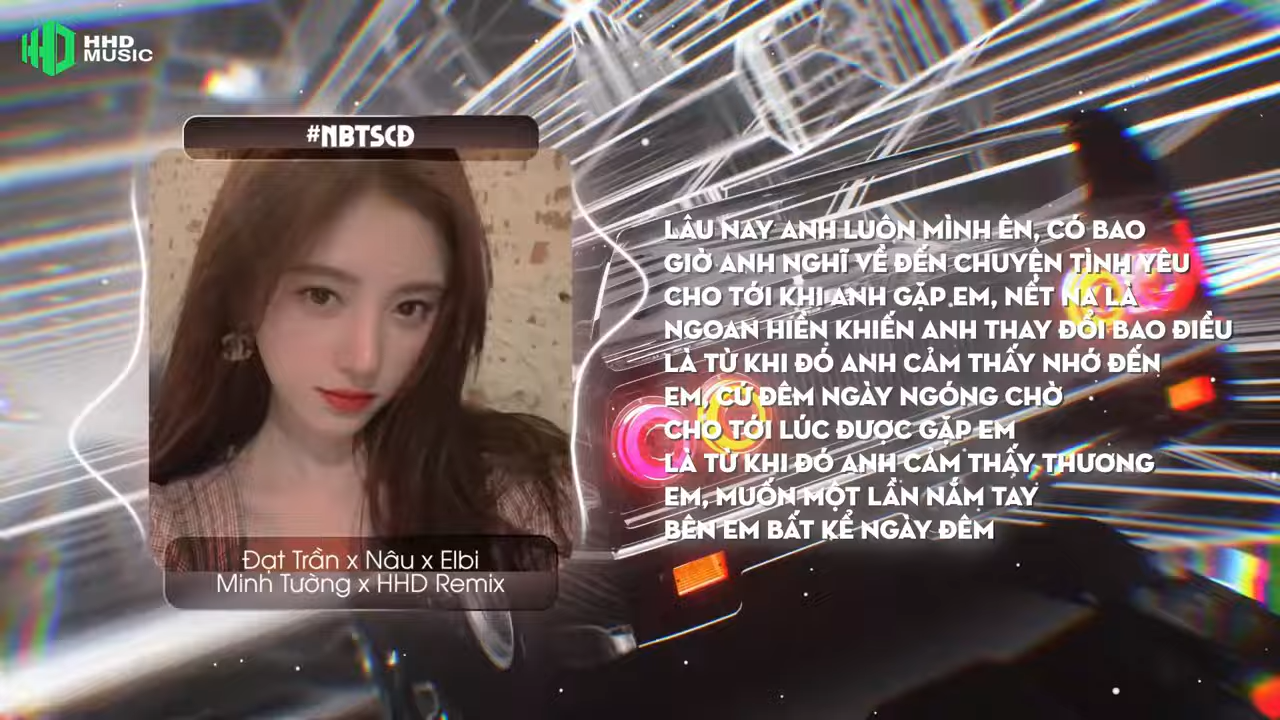 HHD
MUSIC
#NBTSCĐ
LÂU NAY ANH LUÔN MÌNH ÊN, CÓ BAO
GIỜ ANH NGHĨ VỀ ĐẾN CHUYỆN TÌNH YÊU
CHO TỚI KHI ANH GẶP EM, NẾT NA LÀ
NGOAN HIỀN KHIẾN ANH THAY ĐỔI BAO ĐIỀU
LÀ TỪ KHI ĐÓ ANH CẢM THẤY NHỚ ĐẾN
EM, CỨ ĐÊM NGÀY NGÓNG CHỜ
CHO TỚI LÚC ĐƯỢC GẶP EM
LÀ TỪ KHI ĐÓ ANH CẢM THẤY THƯƠNG
EM, MUỐN MỘT LẦN NẮM TAY
BÊN EM BẤT KỂ NGÀY ĐÊM
Đạt Trần x Nâu x Elbi
Minh Tường x HHD Remix